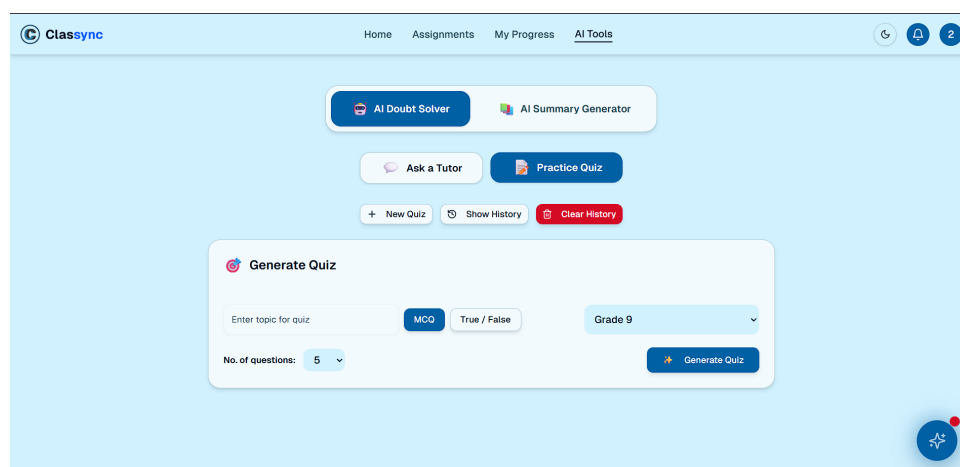 Classync Home Assignments My Progress AI Tools 2
AI Doubt Solver AI Summary Generator
Ask a Tutor Practice Quiz
+ New Quiz Show History Clear History
Generate Quiz
Enter topic for quiz MCQ True / False Grade 9
No. of questions: 5 Generate Quiz